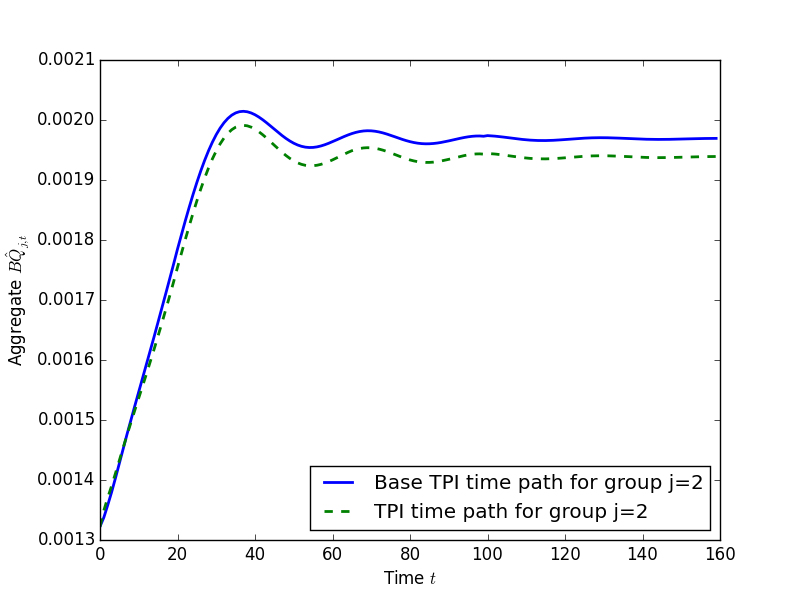 0.0021
0.0020
0.0019
0.0018
0.0017
0.0016
0.0015
0.0014
0.0013
Aggregate $\hat{BQ}_{j,t}$
Base TPI time path for group j=2
TPI time path for group j=2
0 20 40 60 80 100 120 140 160
Time t